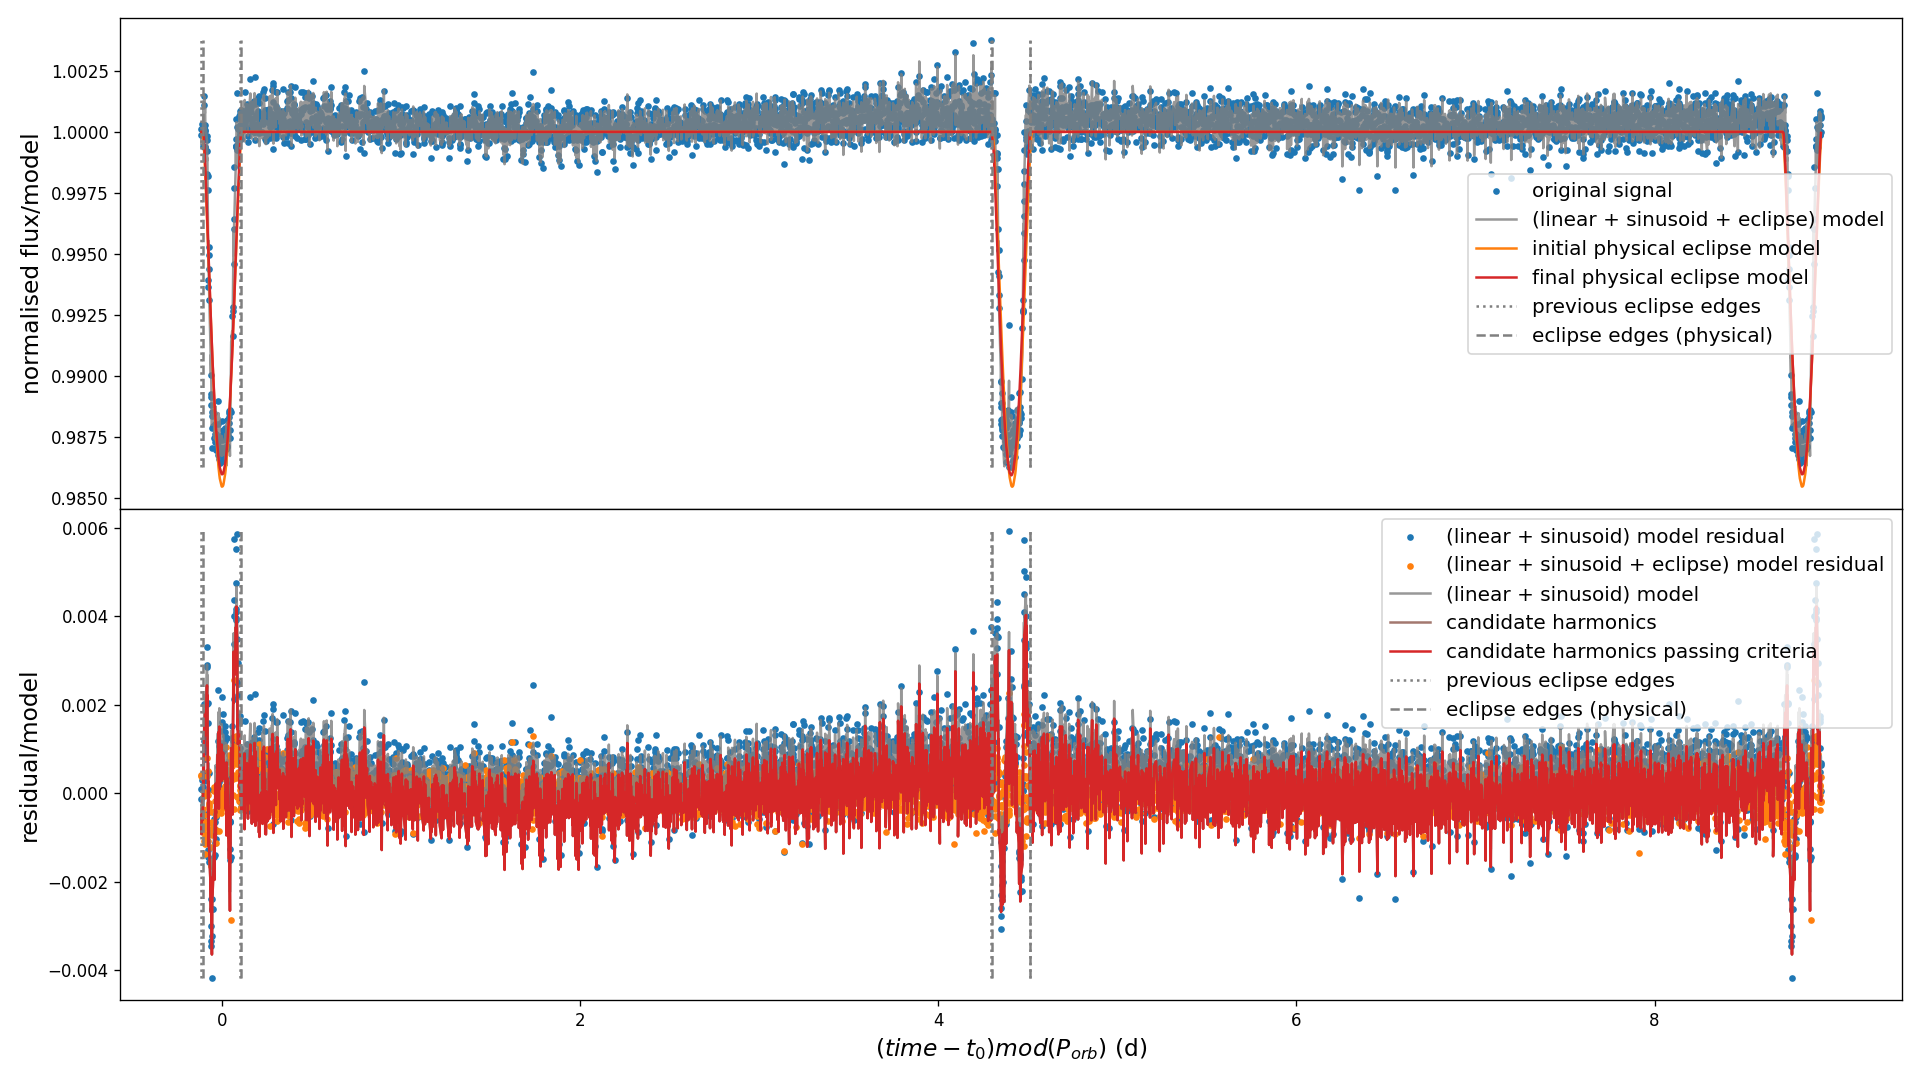 normalised flux/model
1.0025
1.0000
0.9975
0.9950
0.9925
0.9900
0.9875
0.9850
original signal
(linear + sinusoid + eclipse) model
initial physical eclipse model
final physical eclipse model
previous eclipse edges
eclipse edges (physical)
residual/model
0.006
0.004
0.002
0.000
−0.002
−0.004
(linear + sinusoid) model residual
(linear + sinusoid + eclipse) model residual
(linear + sinusoid) model
candidate harmonics
candidate harmonics passing criteria
previous eclipse edges
eclipse edges (physical)
0 2 4 6 8
(time − t₀)mod(P_orb) (d)